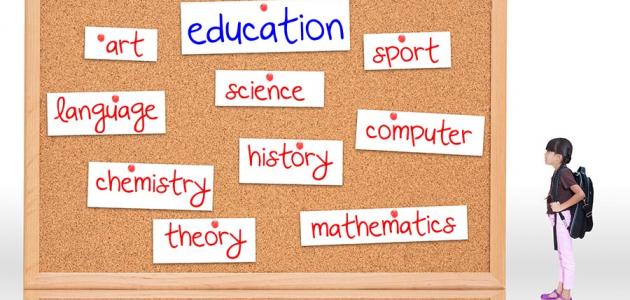 education
art
sport
science
language
computer
history
chemistry
mathematics
theory